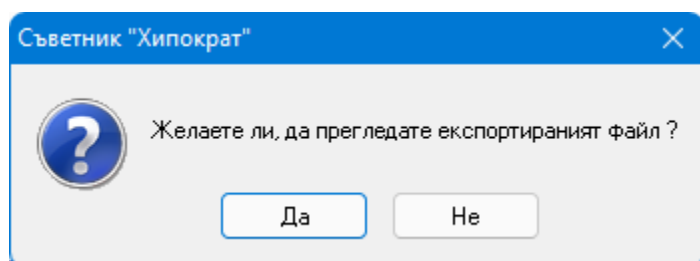 Съветник "Хипократ"
Желаете ли, да прегледате експортираният файл ?
Да
Не